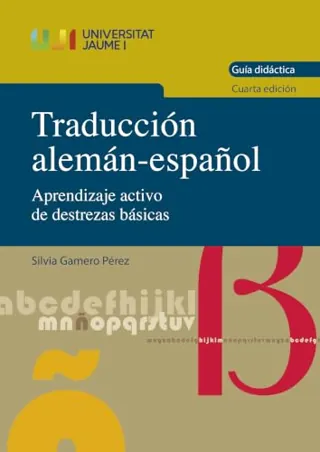 UNIVERSITAT
JAUME I
Guía didáctica
Cuarta edición
Traducción
alemán-español
Aprendizaje activo
de destrezas básicas
Silvia Gamero Pérez
abcdefhijkl
mnñopqrstuv
ß
ñ